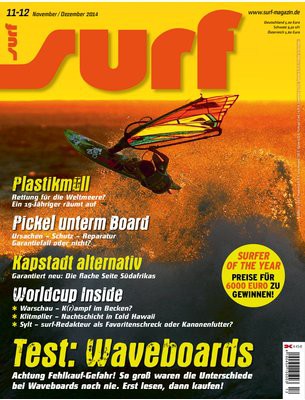 11-12 November / Dezember 2014
www.surf-magazin.de
surf
surf
Plastikmüll
Rettung für die Weltmeere?
Ein 19-Jähriger räumt auf
Pickel unterm Board
Ursachen – Schutz – Reparatur
Garantiefall oder nicht?
Kapstadt alternativ
Garantiert neu: Die flache Seite Südafrikas
Worldcup inside
Warschau – K(r)ampf im Becken?
Klitmøller – Nachtschicht in Cold Hawaii
Sylt – surf-Redakteur als Favoritenschreck oder Kanonenfutter?
SURFER
OF THE
YEAR
PREISE FÜR
6000 EURO ZU
GEWINNEN!
Test: Waveboards
Achtung Fehlkauf-Gefahr! So groß waren die Unterschiede
bei Waveboards noch nie. Erst lesen, dann kaufen!